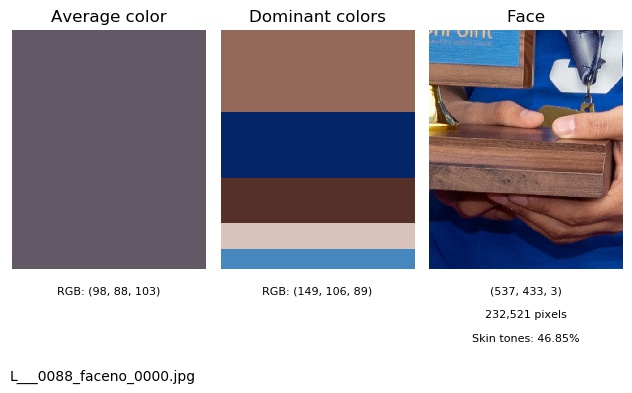 Average color
Dominant colors
Face
RGB: (98, 88, 103)
RGB: (149, 106, 89)
(537, 433, 3)
232,521 pixels
Skin tones: 46.85%
L___0088_faceno_0000.jpg